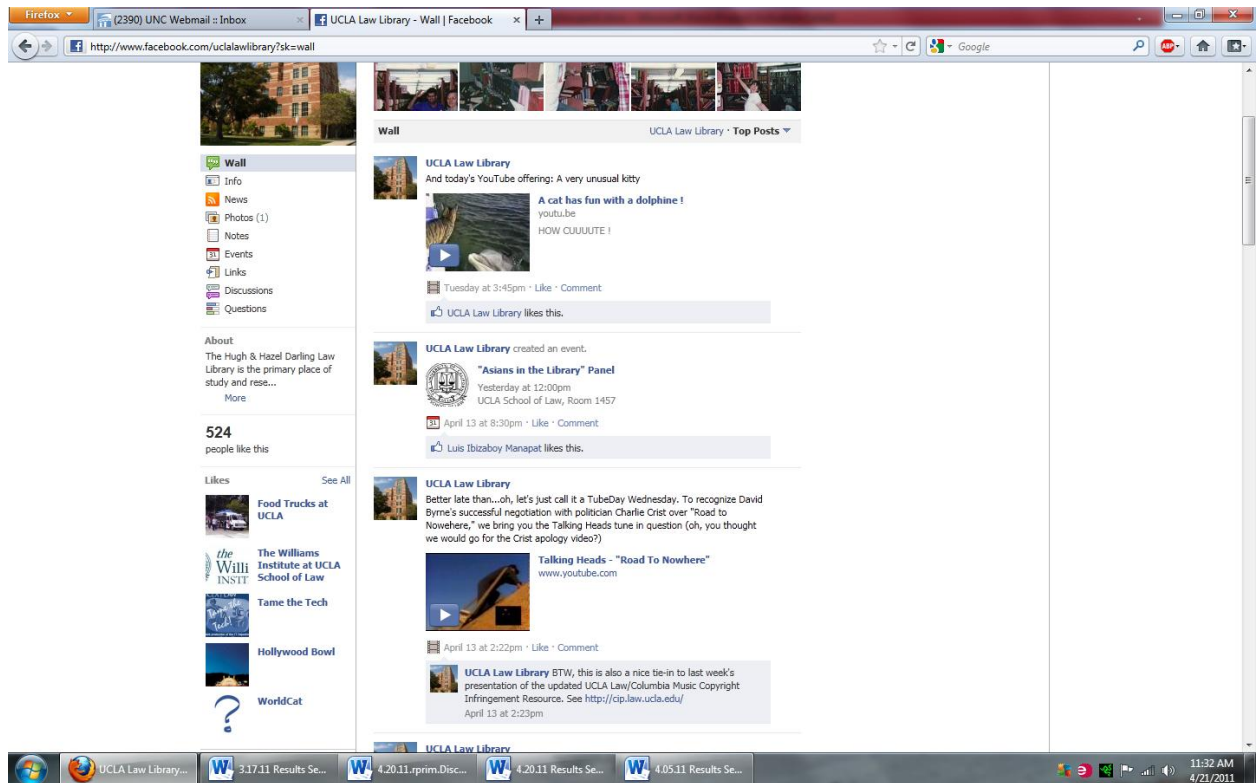 Firefox
(2390) UNC Webmail :: Inbox
UCLA Law Library - Wall | Facebook
http://www.facebook.com/uclalawlibrary?sk=wall
Google
ABP
Wall
UCLA Law Library · Top Posts
Wall
Info
News
Photos (1)
Notes
31 Events
Links
Discussions
Questions
About
The Hugh & Hazel Darling Law
Library is the primary place of
study and rese...
More
524
people like this
Likes
See All
Food Trucks at
UCLA
the
Willi
INSTI
The Williams
Institute at UCLA
School of Law
Tame the
Tech!
Tame the Tech
Hollywood Bowl
?
WorldCat
UCLA Law Library
And today's YouTube offering: A very unusual kitty
A cat has fun with a dolphine !
youtu.be
HOW CUUUUTE !
Tuesday at 3:45pm · Like · Comment
UCLA Law Library likes this.
UCLA Law Library created an event.
"Asians in the Library" Panel
Yesterday at 12:00pm
UCLA School of Law, Room 1457
31 April 13 at 8:30pm · Like · Comment
Luis Ibizaboy Manapat likes this.
UCLA Law Library
Better late than...oh, let's just call it a TubeDay Wednesday. To recognize David
Byrne's successful negotiation with politician Charlie Crist over "Road to
Nowehere," we bring you the Talking Heads tune in question (oh, you thought
we would go for the Crist apology video?)
Talking Heads - "Road To Nowhere"
www.youtube.com
April 13 at 2:22pm · Like · Comment
UCLA Law Library BTW, this is also a nice tie-in to last week's
presentation of the updated UCLA Law/Columbia Music Copyright
Infringement Resource. See http://cip.law.ucla.edu/
April 13 at 2:23pm
UCLA Law Library
UCLA Law Library...
3.17.11 Results Se...
4.20.11.rprim.Disc...
4.20.11 Results Se...
4.05.11 Results Se...
11:32 AM
4/21/2011